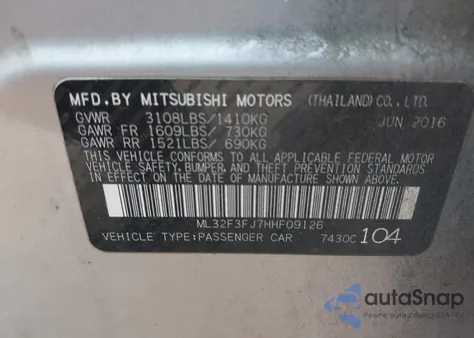 MFD.BY MITSUBISHI MOTORS (THAILAND) CO., LTD.
GVWR 3108LBS/1410KG JUN 2016
GAWR FR 1609LBS/ 730KG
GAWR RR 1521LBS/ 690KG
THIS VEHICLE CONFORMS TO ALL APPLICABLE FEDERAL MOTOR
VEHICLE SAFETY, BUMPER, AND THEFT PREVENTION STANDARDS
IN EFFECT ON THE DATE OF MANUFACTURE SHOWN ABOVE.
ML32F3FJ7HHF09126
VEHICLE TYPE:PASSENGER CAR 7430C 104
autoSnap